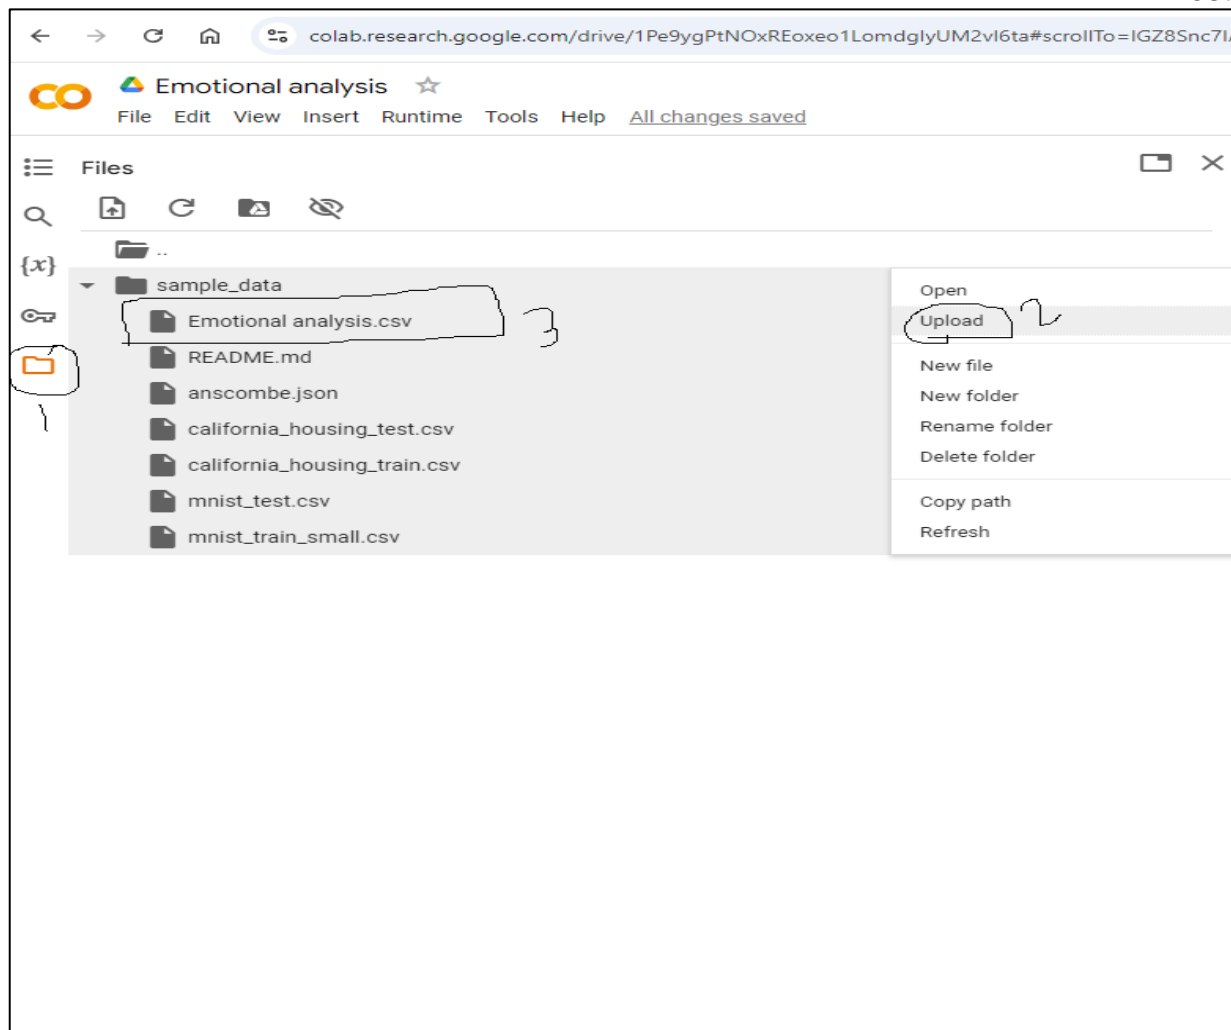 colab.research.google.com/drive/1Pe9ygPtNOxREoxeo1LomdglyUM2vI6ta#scrollTo=IGZ8Snc7I
CO Emotional analysis
File Edit View Insert Runtime Tools Help All changes saved
Files
{x}
..
sample_data
Emotional analysis.csv 3
README.md
1
anscombe.json
california_housing_test.csv
california_housing_train.csv
mnist_test.csv
mnist_train_small.csv
Open
Upload 2
New file
New folder
Rename folder
Delete folder
Copy path
Refresh